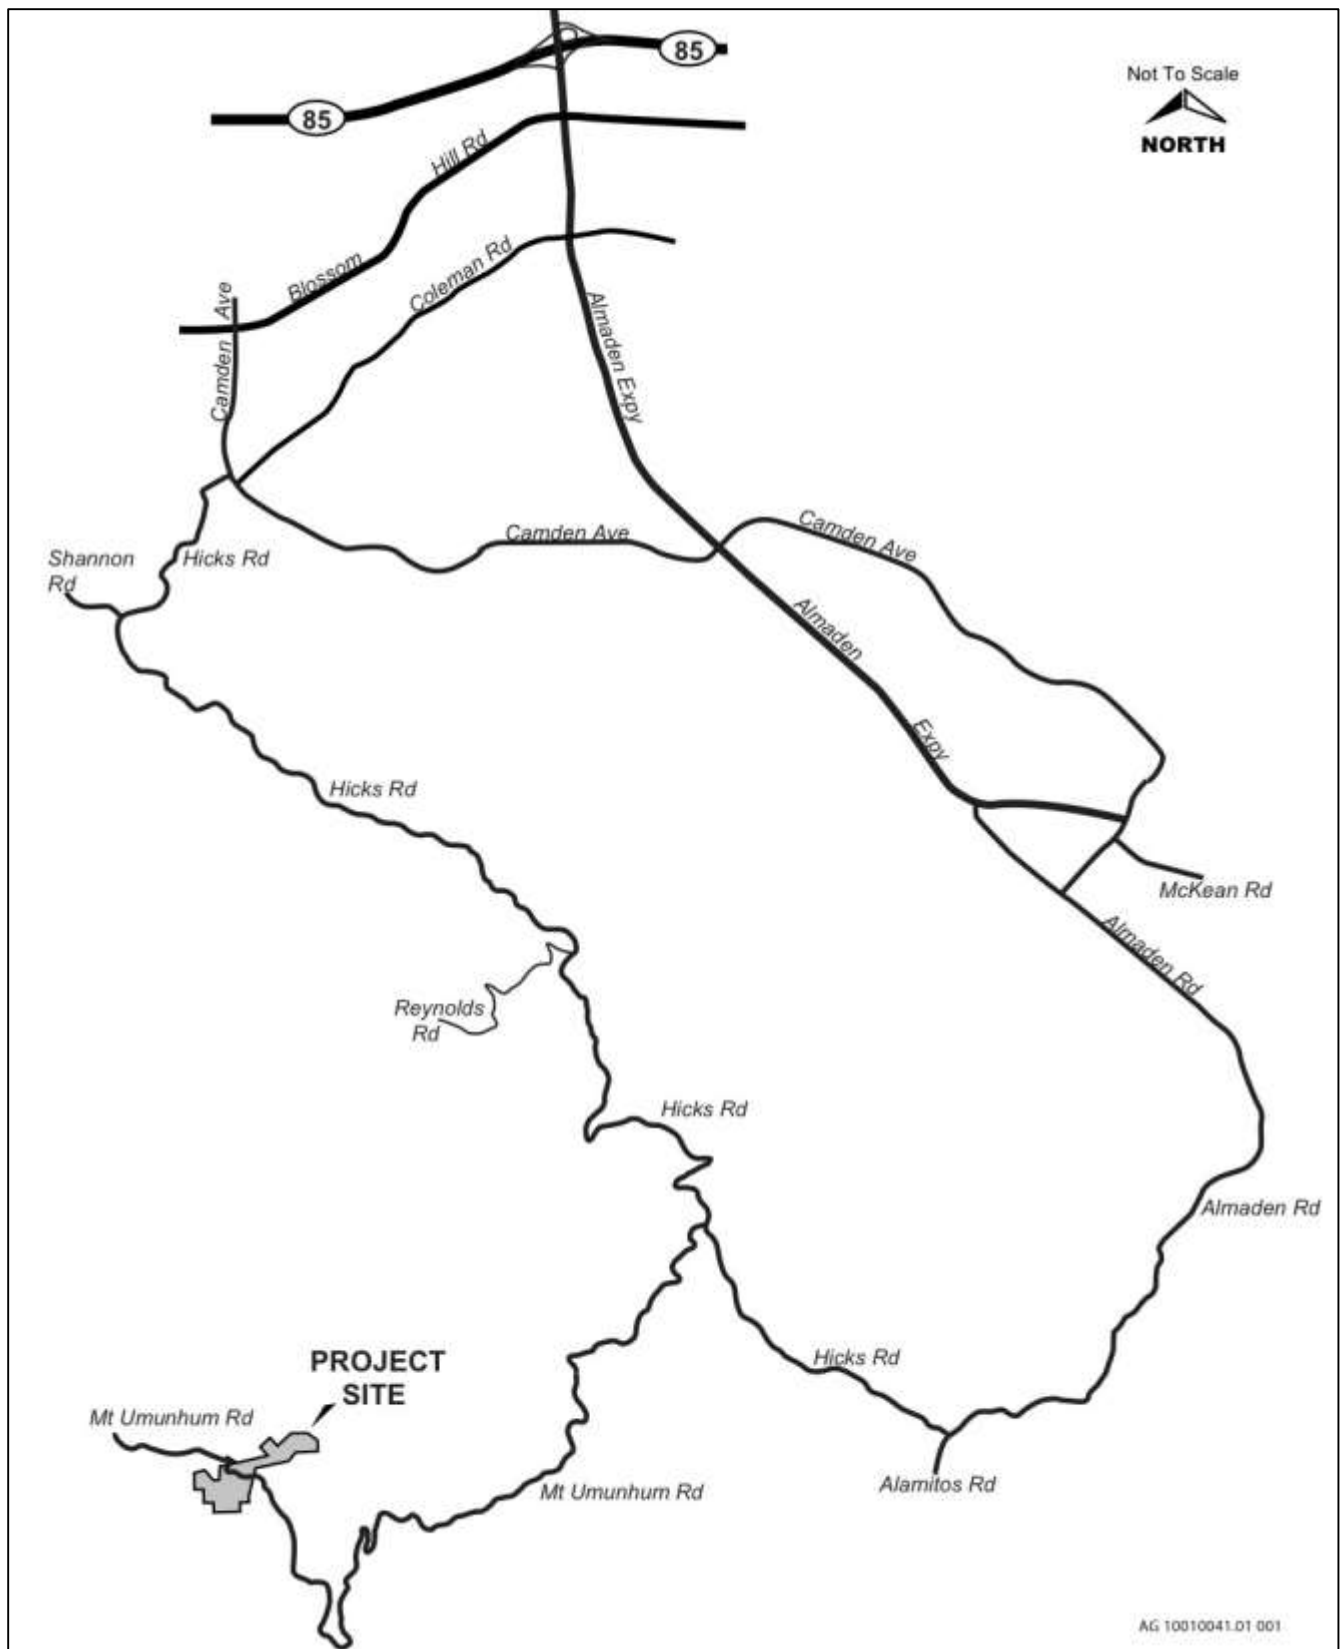 85
85
Not To Scale
NORTH
Hill Rd
Blossom
Coleman Rd
Camden Ave
Almaden Expy
Camden Ave
Camden Ave
Shannon
Rd
Hicks Rd
Almaden
Expy
Hicks Rd
McKean Rd
Almaden Rd
Reynolds
Rd
Hicks Rd
Almaden Rd
PROJECT
SITE
Hicks Rd
Mt Umunhum Rd
Alamitos Rd
Mt Umunhum Rd
AG 10010041.01 001